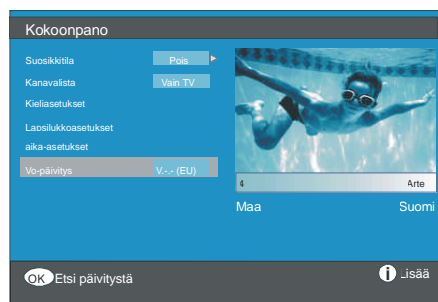 Kokoonpano
Suosikkitila Pois
Kanavalista Vain TV
Kieliasetukset
Lapsilukkoasetukset
aika-asetukset
Vo-päivitys V.-.- (EU)
4 Arte
Maa Suomi
OK Etsi päivitystä
i Lisää